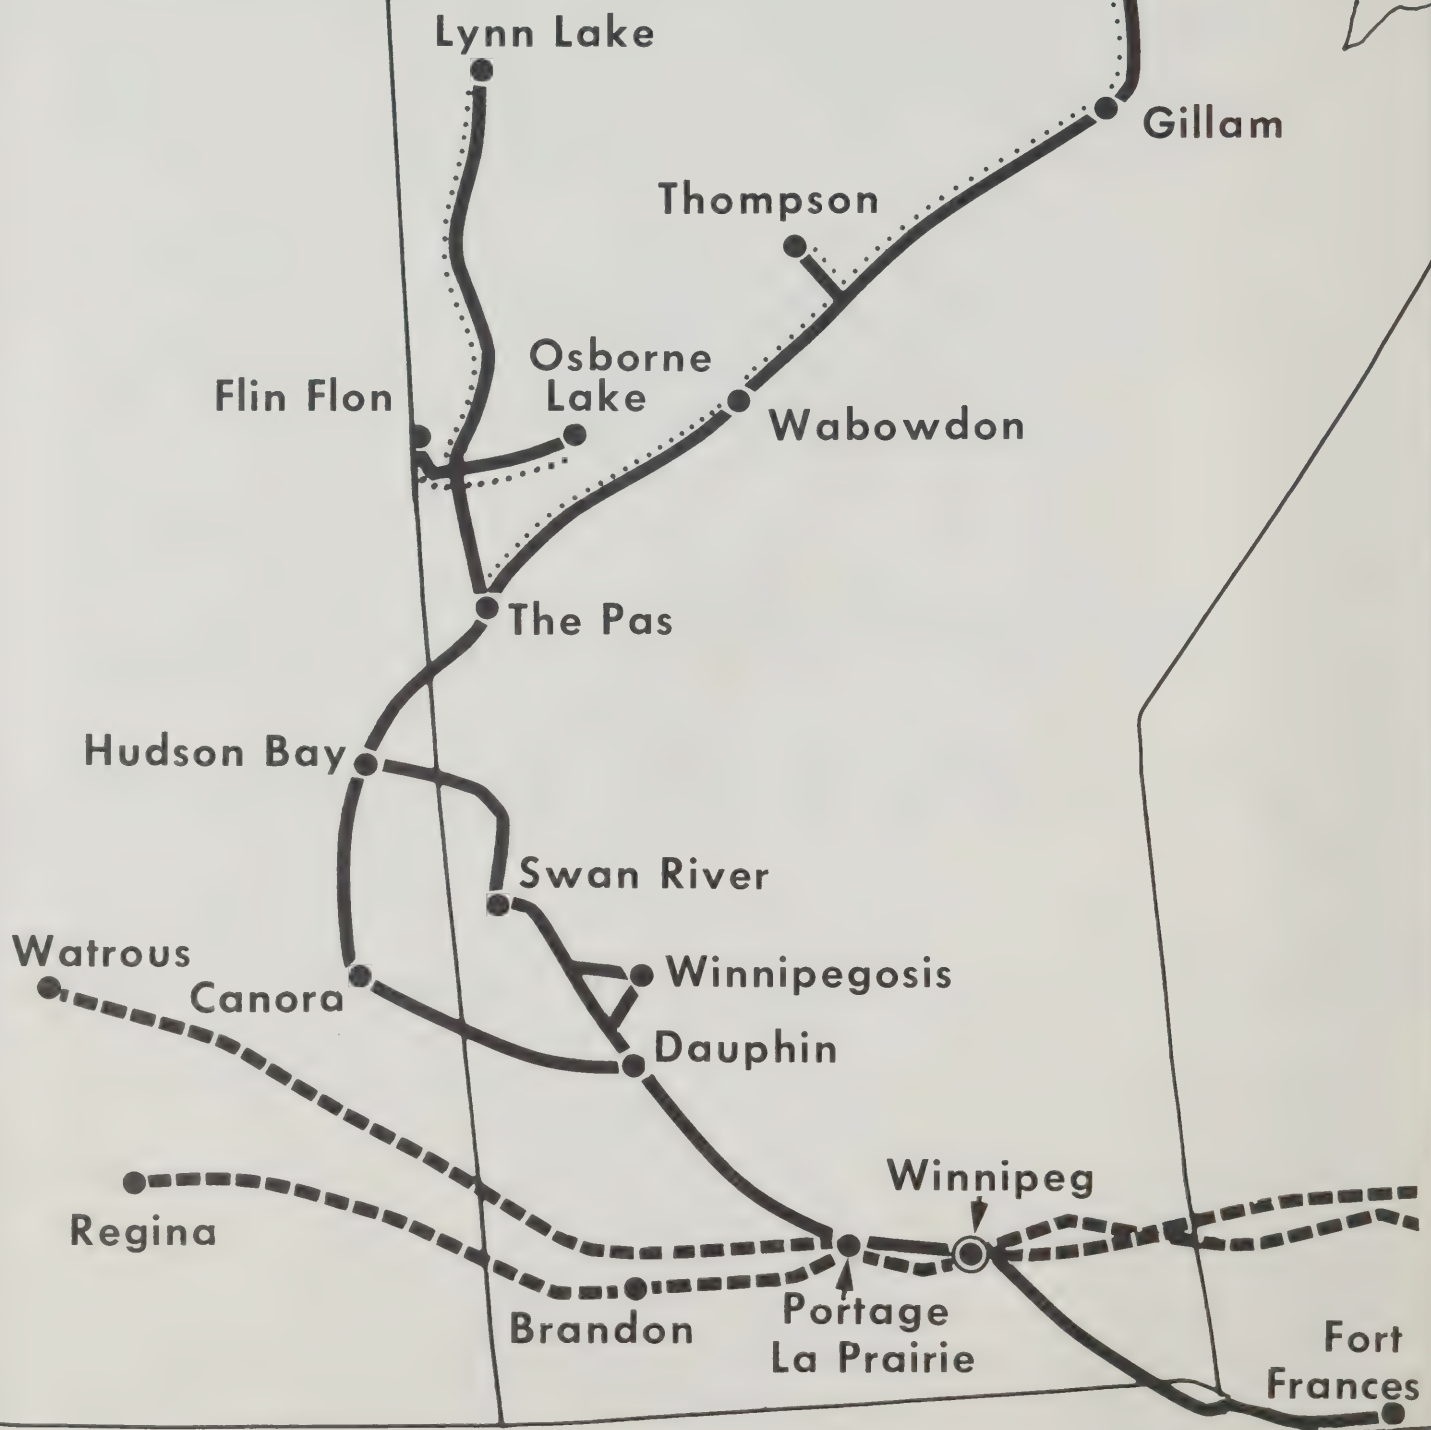 Lynn Lake
Gillam
Thompson
Osborne
Lake
Flin Flon
Wabowdon
The Pas
Hudson Bay
Swan River
Watrous
Canora
Winnipegosis
Dauphin
Winnipeg
Regina
Portage
La Prairie
Brandon
Fort
Frances